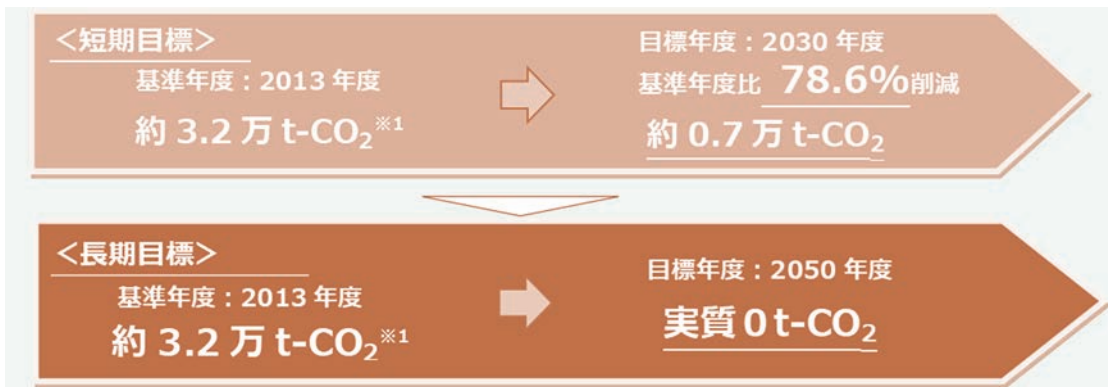 ＜短期目標＞
基準年度：2013 年度
約 3.2 万 t-CO₂※1
目標年度：2030 年度
基準年度比 78.6%削減
約 0.7 万 t-CO₂
＜長期目標＞
基準年度：2013 年度
約 3.2 万 t-CO₂※1
目標年度：2050 年度
実質 0 t-CO₂